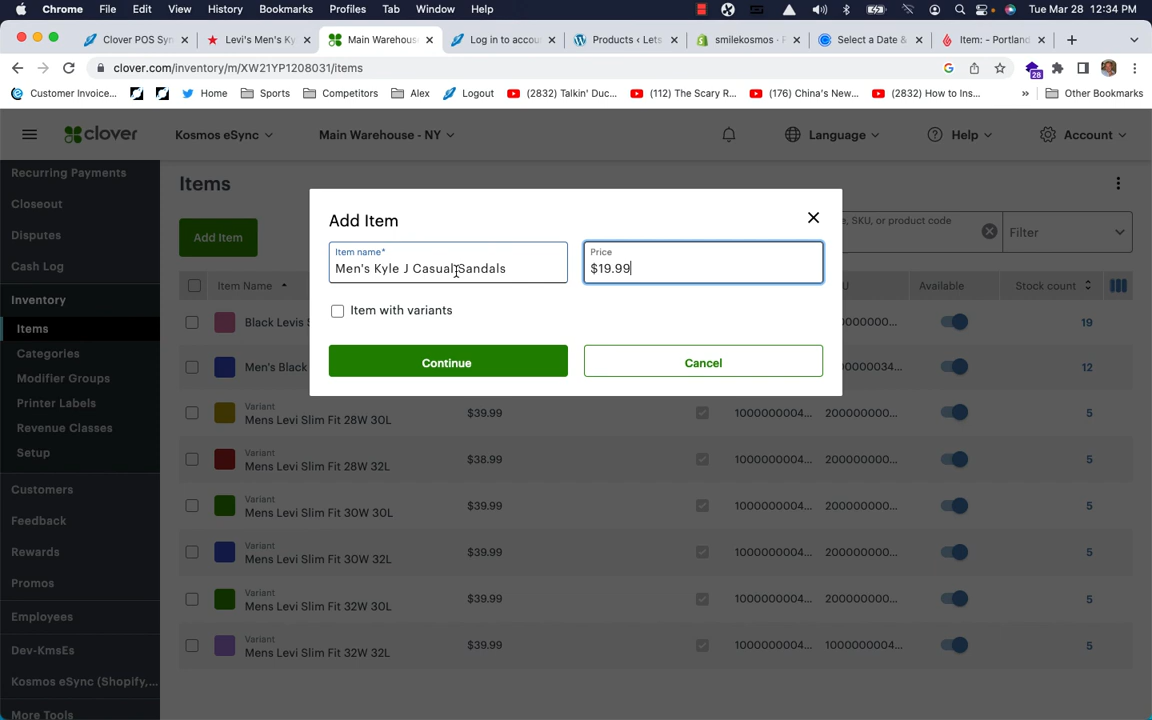 Chrome File Edit View History Bookmarks Profiles Tab Window Help Tue Mar 28 12:34 PM
Clover POS Syn Levi's Men's Ky Main Warehous Log in to accou Products ‹ Lets smilekosmos - P Select a Date & Item: - Portland
clover.com/inventory/m/XW21YP1208031/items 28
Customer Invoice... Home Sports Competitors Alex Logout (2832) Talkin' Duc... (112) The Scary R... (176) China's New... (2832) How to Ins... » Other Bookmarks
clover Kosmos eSync Main Warehouse - NY Language Help Account
Recurring Payments
Closeout
Disputes
Cash Log
Inventory
Items
Categories
Modifier Groups
Printer Labels
Revenue Classes
Setup
Customers
Feedback
Rewards
Promos
Employees
Dev-KmsEs
Kosmos eSync (Shopify,...
More Tools
Items
Add Item
, SKU, or product code
Filter
Add Item
Item name*
Men's Kyle J Casual Sandals
Price
$19.99
Item with variants
Continue Cancel
Item Name Available Stock count
Black Levis 19
Men's Black 12
Variant
Mens Levi Slim Fit 28W 30L $39.99 1000000004... 200000000... 5
Variant
Mens Levi Slim Fit 28W 32L $38.99 1000000004... 200000000... 5
Variant
Mens Levi Slim Fit 30W 30L $39.99 1000000004... 200000000... 5
Variant
Mens Levi Slim Fit 30W 32L $39.99 1000000004... 200000000... 5
Variant
Mens Levi Slim Fit 32W 30L $39.99 1000000004... 200000000... 5
Variant
Mens Levi Slim Fit 32W 32L $39.99 1000000004... 1000000004... 5